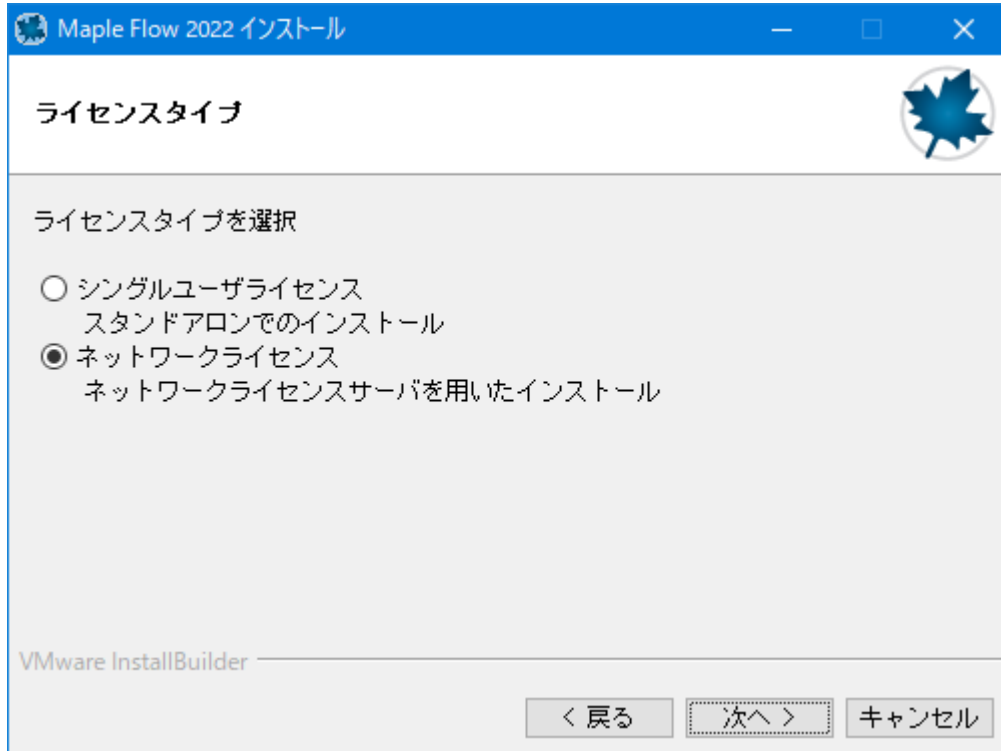 Maple Flow 2022 インストール
ライセンスタイプ
ライセンスタイプを選択
シングルユーザライセンス
スタンドアロンでのインストール
ネットワークライセンス
ネットワークライセンスサーバを用いたインストール
VMware InstallBuilder
< 戻る 次へ > キャンセル